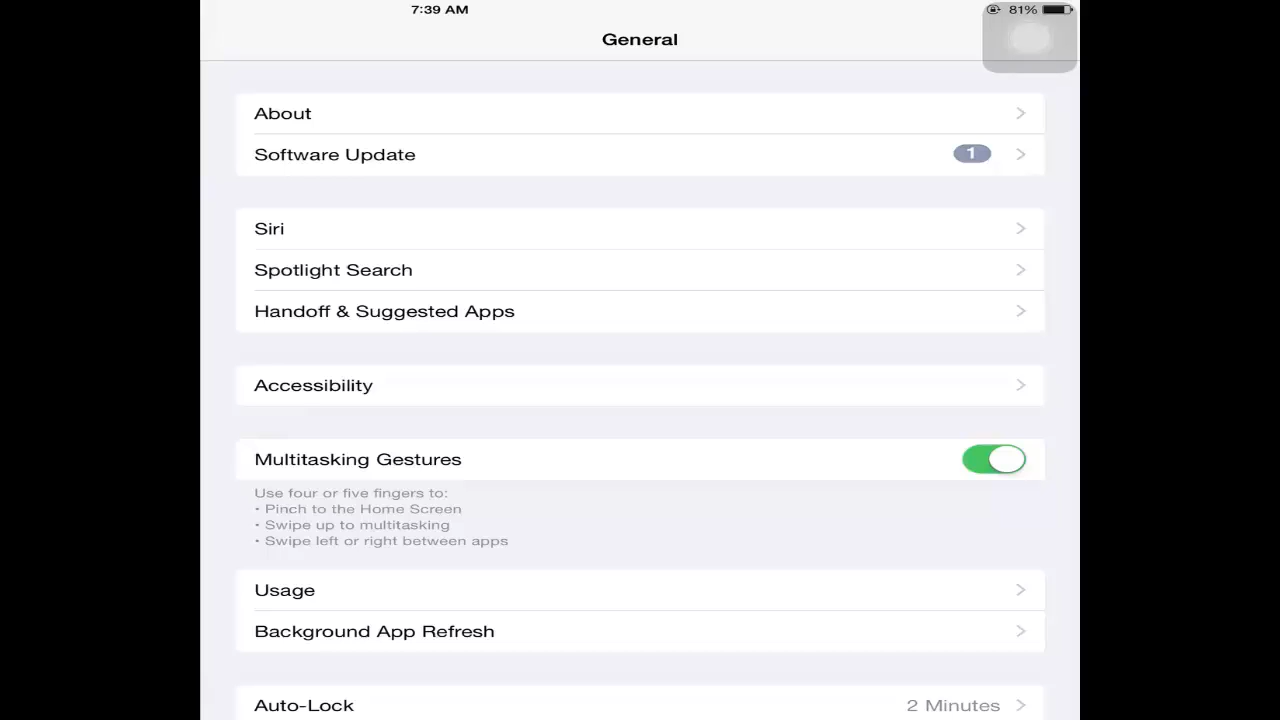 7:39 AM
81%
General
About
Software Update 1
Siri
Spotlight Search
Handoff & Suggested Apps
Accessibility
Multitasking Gestures
Use four or five fingers to:
• Pinch to the Home Screen
• Swipe up to multitasking
• Swipe left or right between apps
Usage
Background App Refresh
Auto-Lock 2 Minutes